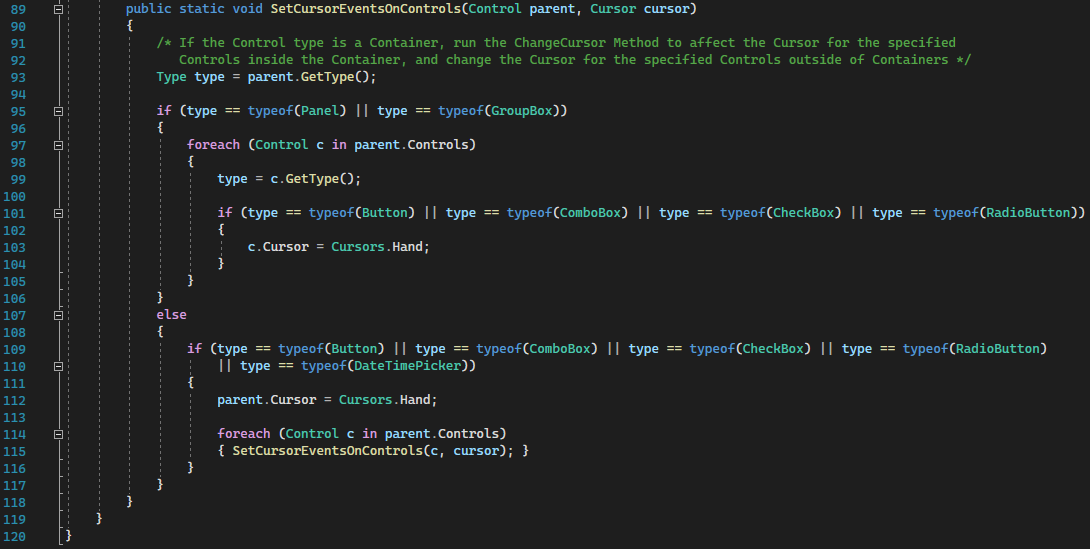 89 public static void SetCursorEventsOnControls(Control parent, Cursor cursor)
90 {
91 /* If the Control type is a Container, run the ChangeCursor Method to affect the Cursor for the specified
92 Controls inside the Container, and change the Cursor for the specified Controls outside of Containers */
93 Type type = parent.GetType();
94
95 if (type == typeof(Panel) || type == typeof(GroupBox))
96 {
97 foreach (Control c in parent.Controls)
98 {
99 type = c.GetType();
100
101 if (type == typeof(Button) || type == typeof(ComboBox) || type == typeof(CheckBox) || type == typeof(RadioButton))
102 {
103 c.Cursor = Cursors.Hand;
104 }
105 }
106 }
107 else
108 {
109 if (type == typeof(Button) || type == typeof(ComboBox) || type == typeof(CheckBox) || type == typeof(RadioButton)
110 || type == typeof(DateTimePicker))
111 {
112 parent.Cursor = Cursors.Hand;
113
114 foreach (Control c in parent.Controls)
115 { SetCursorEventsOnControls(c, cursor); }
116 }
117 }
118 }
119 }
120 }